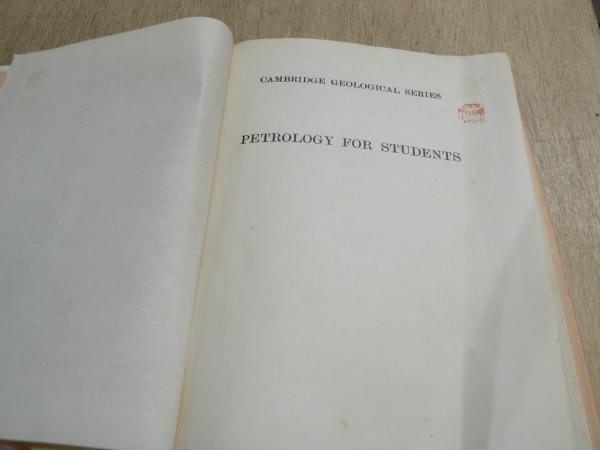 CAMBRIDGE GEOLOGICAL SERIES
PETROLOGY FOR STUDENTS